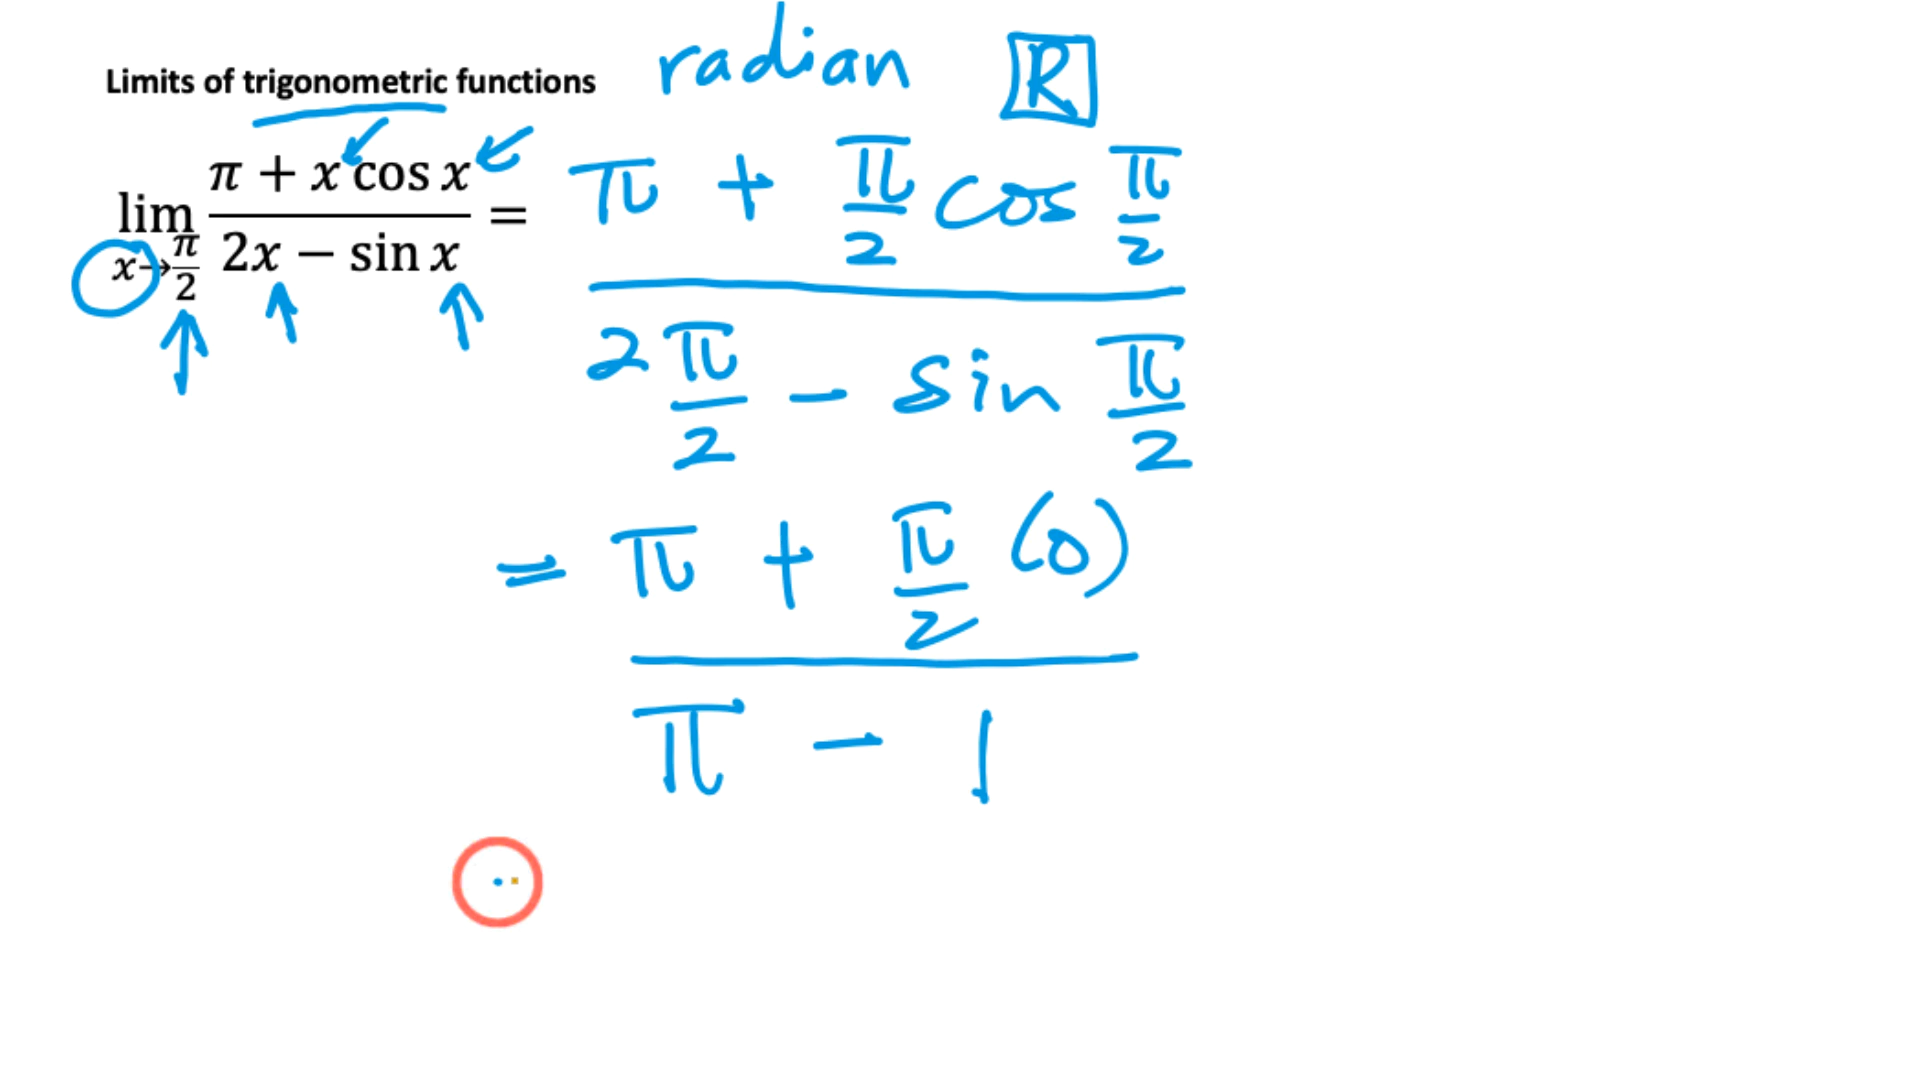 Limits of trigonometric functions radian R
lim x→π/2 (π + x cos x)/(2x − sin x) = (π + π/2 cos π/2)/(2 π/2 − sin π/2)
= (π + π/2 (0))/(π − 1)